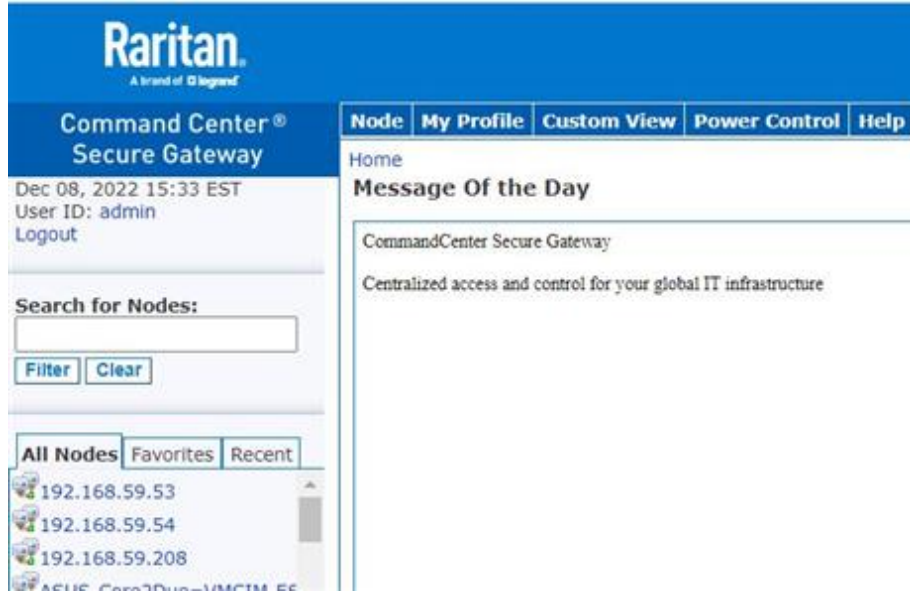 Raritan.
A brand of legrand
Command Center®
Secure Gateway
Node My Profile Custom View Power Control Help
Dec 08, 2022 15:33 EST
User ID: admin
Logout
Home
Message Of the Day
CommandCenter Secure Gateway
Centralized access and control for your global IT infrastructure
Search for Nodes:
Filter Clear
All Nodes Favorites Recent
192.168.59.53
192.168.59.54
192.168.59.208